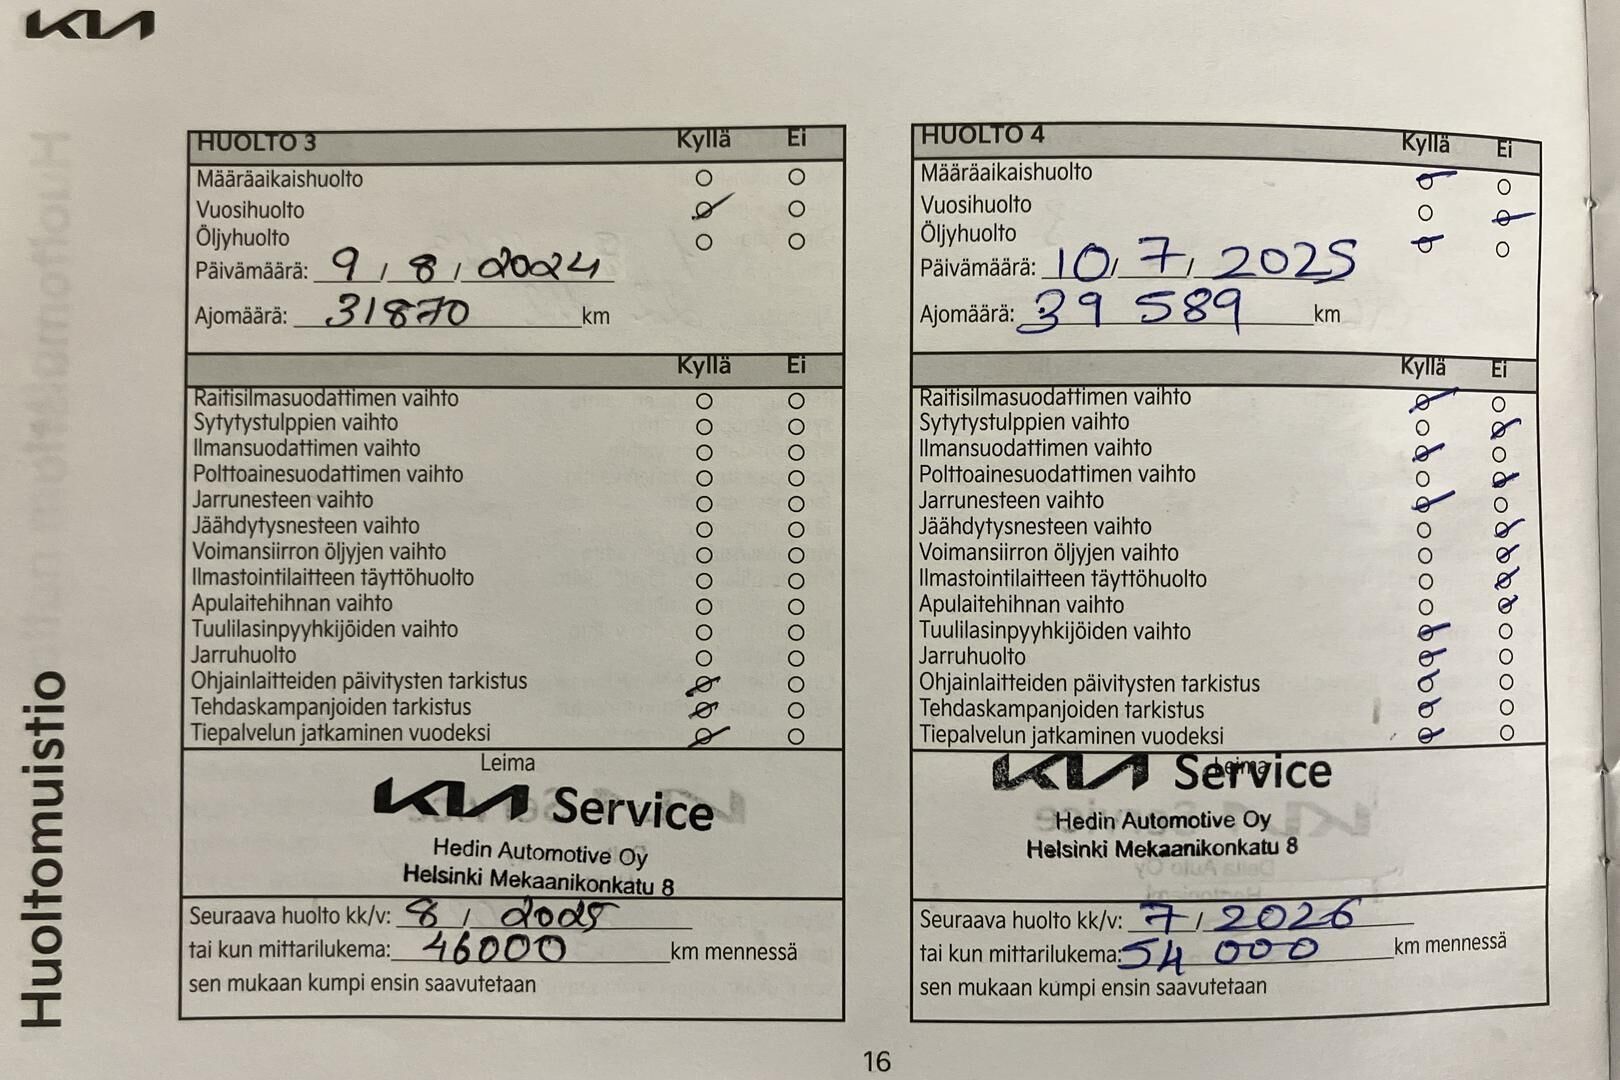 KIA
Huoltomuistio
HUOLTO 3 Kyllä Ei
Määräaikaishuolto
Vuosihuolto
Öljyhuolto
Päivämäärä: 9 / 8 / 2024
Ajomäärä: 31870 km
Kyllä Ei
Raitisilmasuodattimen vaihto
Sytytystulppien vaihto
Ilmansuodattimen vaihto
Polttoainesuodattimen vaihto
Jarrunesteen vaihto
Jäähdytysnesteen vaihto
Voimansiirron öljyjen vaihto
Ilmastointilaitteen täyttöhuolto
Apulaitehihnan vaihto
Tuulilasinpyyhkijöiden vaihto
Jarruhuolto
Ohjainlaitteiden päivitysten tarkistus
Tehdaskampanjoiden tarkistus
Tiepalvelun jatkaminen vuodeksi
Leima
KIA Service
Hedin Automotive Oy
Helsinki Mekaanikonkatu 8
Seuraava huolto kk/v: 8 / 2025
tai kun mittarilukema: 46000 km mennessä
sen mukaan kumpi ensin saavutetaan
HUOLTO 4 Kyllä Ei
Määräaikaishuolto
Vuosihuolto
Öljyhuolto
Päivämäärä: 10 / 7 / 2025
Ajomäärä: 39 589 km
Kyllä Ei
Raitisilmasuodattimen vaihto
Sytytystulppien vaihto
Ilmansuodattimen vaihto
Polttoainesuodattimen vaihto
Jarrunesteen vaihto
Jäähdytysnesteen vaihto
Voimansiirron öljyjen vaihto
Ilmastointilaitteen täyttöhuolto
Apulaitehihnan vaihto
Tuulilasinpyyhkijöiden vaihto
Jarruhuolto
Ohjainlaitteiden päivitysten tarkistus
Tehdaskampanjoiden tarkistus
Tiepalvelun jatkaminen vuodeksi
Leima
KIA Service
Hedin Automotive Oy
Helsinki Mekaanikonkatu 8
Seuraava huolto kk/v: 7 / 2026
tai kun mittarilukema: 54 000 km mennessä
sen mukaan kumpi ensin saavutetaan
16